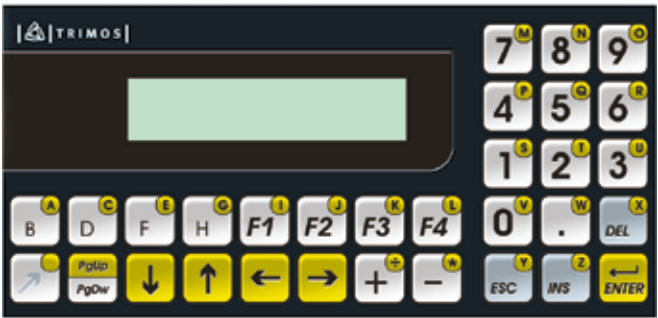 TRIMOS
7 M 8 N 9 O
4 P 5 Q 6 R
1 S 2 T 3 U
B A D C F E H G F1 I F2 J F3 K F4 L 0 V . W DEL X
PgUp
PgDw ↓ ↑ ← → + ÷ − * ESC Y INS Z ENTER